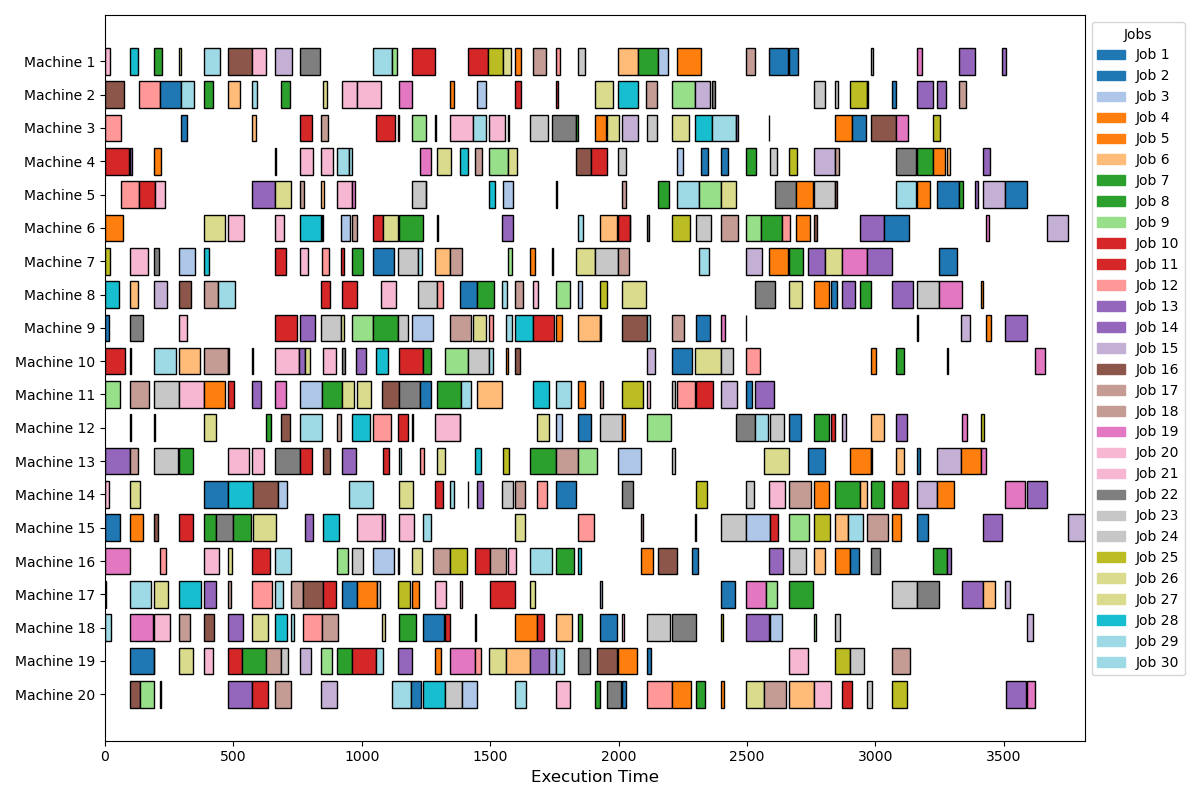 Machine 1
Machine 2
Machine 3
Machine 4
Machine 5
Machine 6
Machine 7
Machine 8
Machine 9
Machine 10
Machine 11
Machine 12
Machine 13
Machine 14
Machine 15
Machine 16
Machine 17
Machine 18
Machine 19
Machine 20
0 500 1000 1500 2000 2500 3000 3500
Execution Time
Jobs
Job 1
Job 2
Job 3
Job 4
Job 5
Job 6
Job 7
Job 8
Job 9
Job 10
Job 11
Job 12
Job 13
Job 14
Job 15
Job 16
Job 17
Job 18
Job 19
Job 20
Job 21
Job 22
Job 23
Job 24
Job 25
Job 26
Job 27
Job 28
Job 29
Job 30